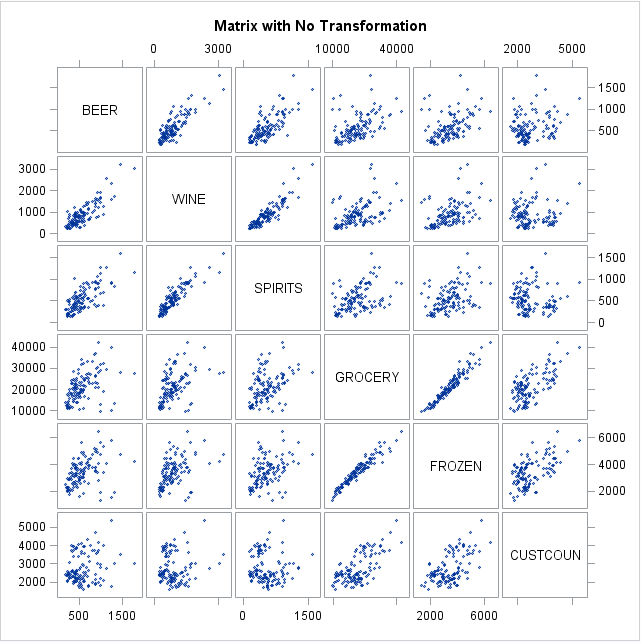 Matrix with No Transformation
0 3000 10000 40000 2000 5000
BEER
1500
1000
500
3000
2000
1000
0
WINE
SPIRITS
1500
1000
500
0
40000
30000
20000
10000
GROCERY
FROZEN
6000
4000
2000
5000
4000
3000
2000
CUSTCOUN
500 1500 0 1500 2000 6000